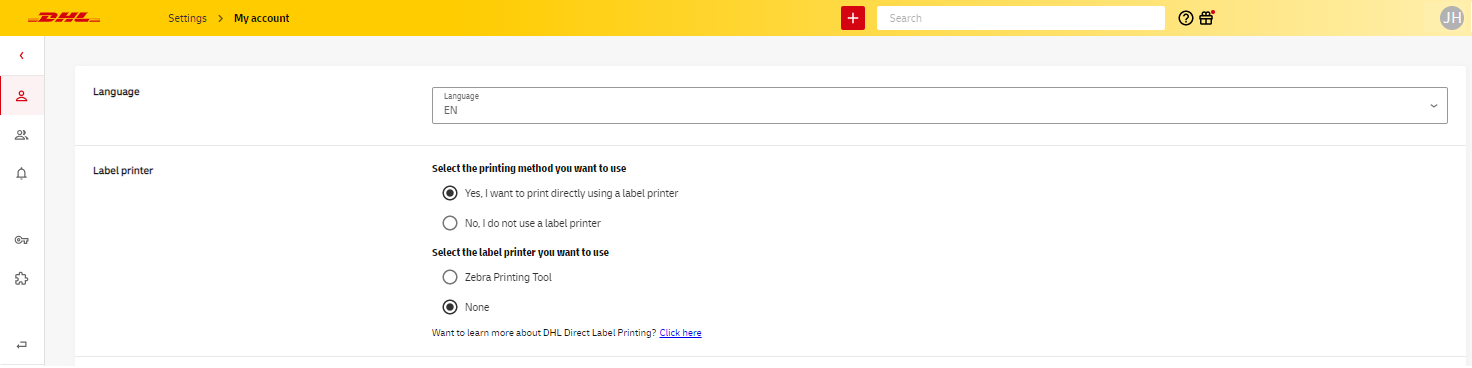 DHL
Settings > My account
+ Search
JH
Language
Language
EN
Label printer
Select the printing method you want to use
Yes, I want to print directly using a label printer
No, I do not use a label printer
Select the label printer you want to use
Zebra Printing Tool
None
Want to learn more about DHL Direct Label Printing? Click here